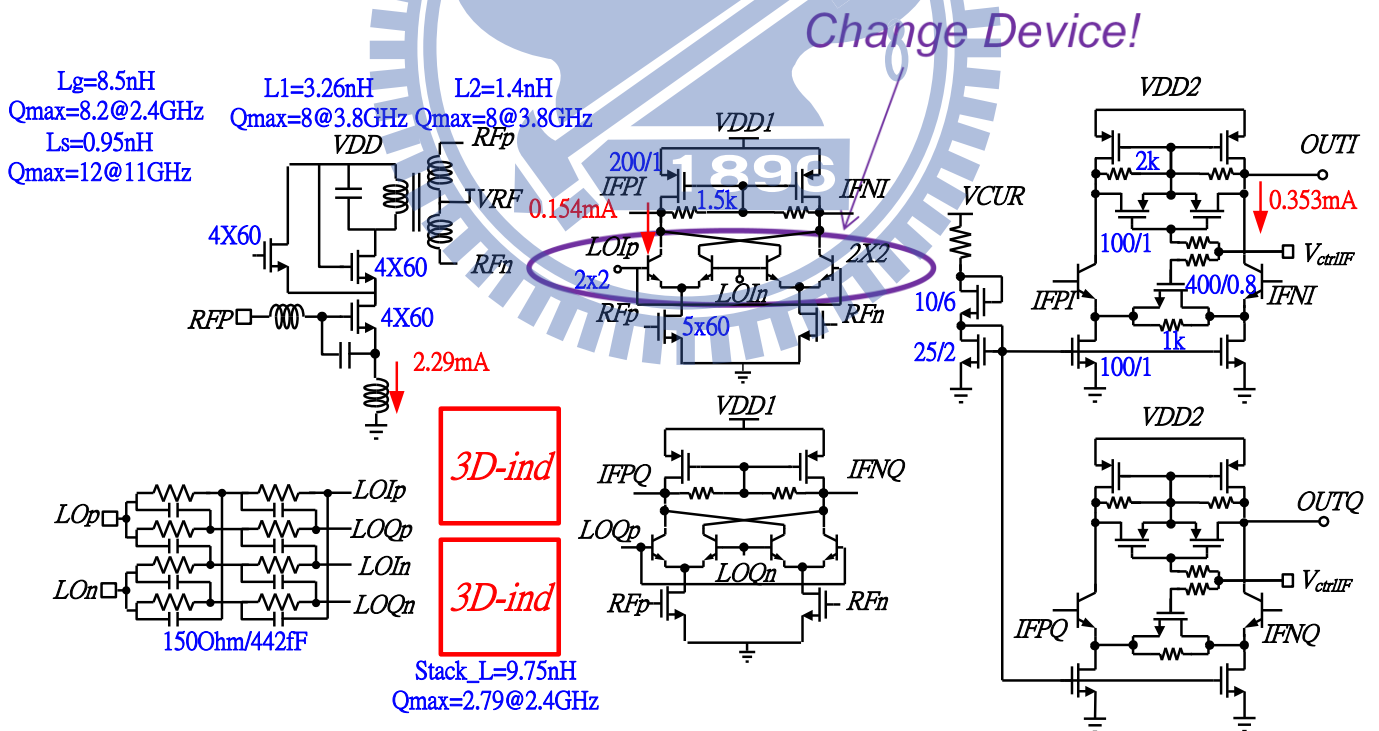 Change Device!
Lg=8.5nH
Qmax=8.2@2.4GHz
Ls=0.95nH
Qmax=12@11GHz
L1=3.26nH
Qmax=8@3.8GHz
L2=1.4nH
Qmax=8@3.8GHz
VDD
RFp
VRF
RFn
4X60
4X60
4X60
RFP
2.29mA
VDD1
200/1
1896
IFPI
1.5k
IFNI
0.154mA
LOIp
2X2
2x2
LOIn
RFp
5x60
RFn
VCUR
10/6
25/2
VDD2
OUTI
2k
0.353mA
100/1
VctrlIF
400/0.8
IFPI
IFNI
1k
100/1
LOp
LOn
LOIp
LOQp
LOIn
LOQn
150Ohm/442fF
3D-ind
3D-ind
Stack_L=9.75nH
Qmax=2.79@2.4GHz
VDD1
IFPQ
IFNQ
LOQp
LOQn
RFp
RFn
VDD2
OUTQ
VctrlIF
IFPQ
IFNQ